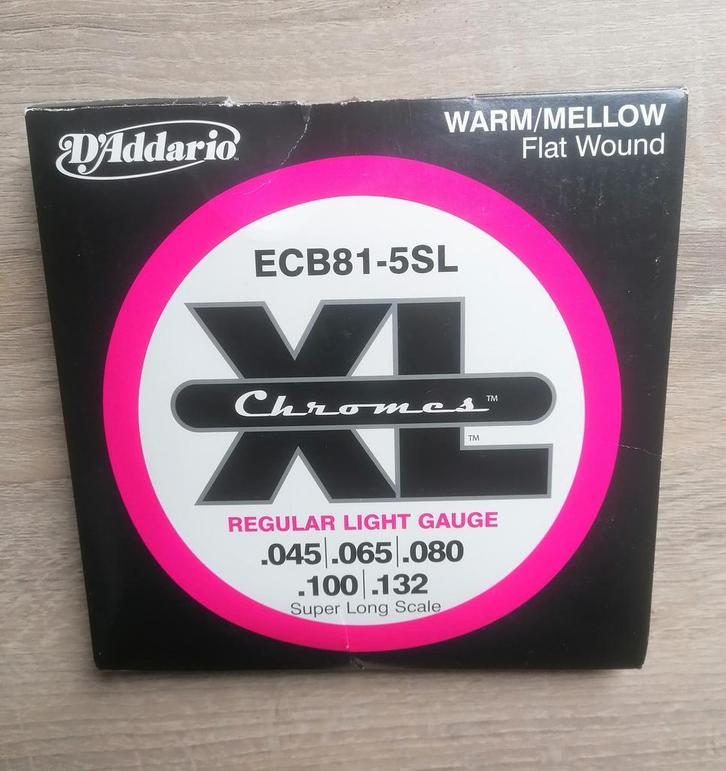 D'Addario
WARM/MELLOW
Flat Wound
ECB81-5SL
XL
Chromes™
™
REGULAR LIGHT GAUGE
.045|.065|.080
.100|.132
Super Long Scale